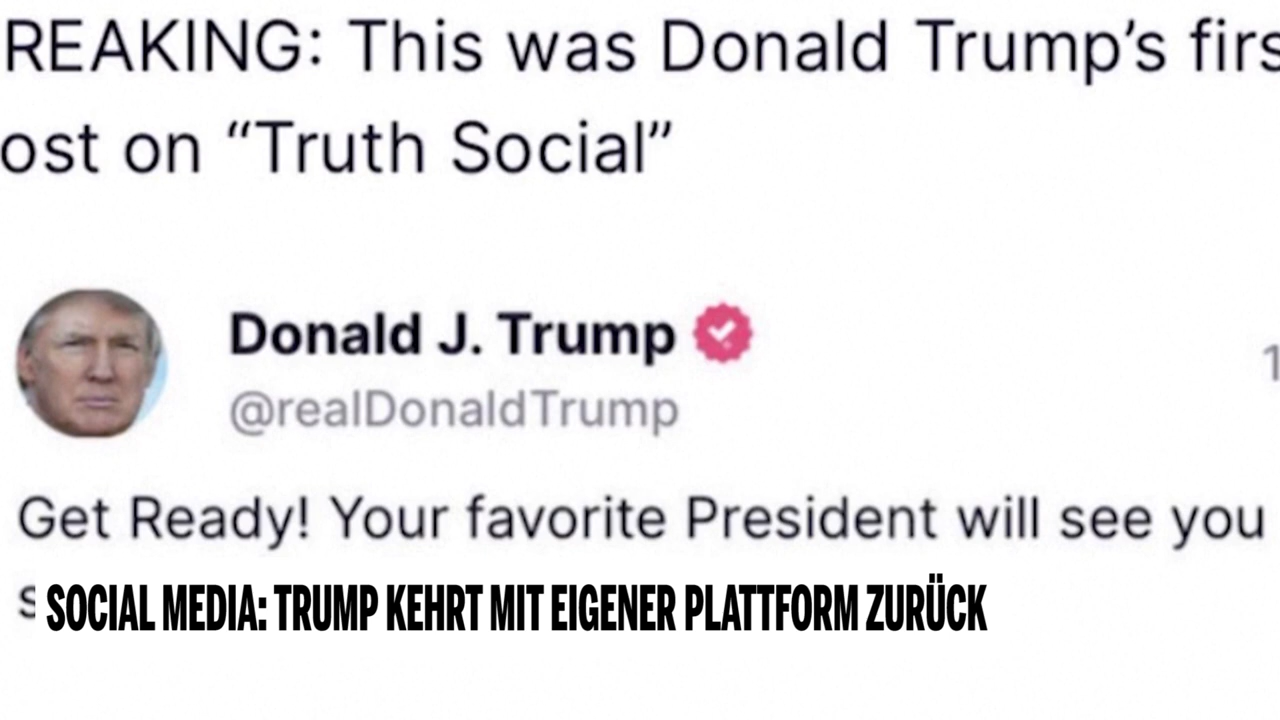 REAKING: This was Donald Trump’s firs
ost on “Truth Social”
Donald J. Trump
@realDonaldTrump
1
Get Ready! Your favorite President will see you
s
SOCIAL MEDIA: TRUMP KEHRT MIT EIGENER PLATTFORM ZURÜCK